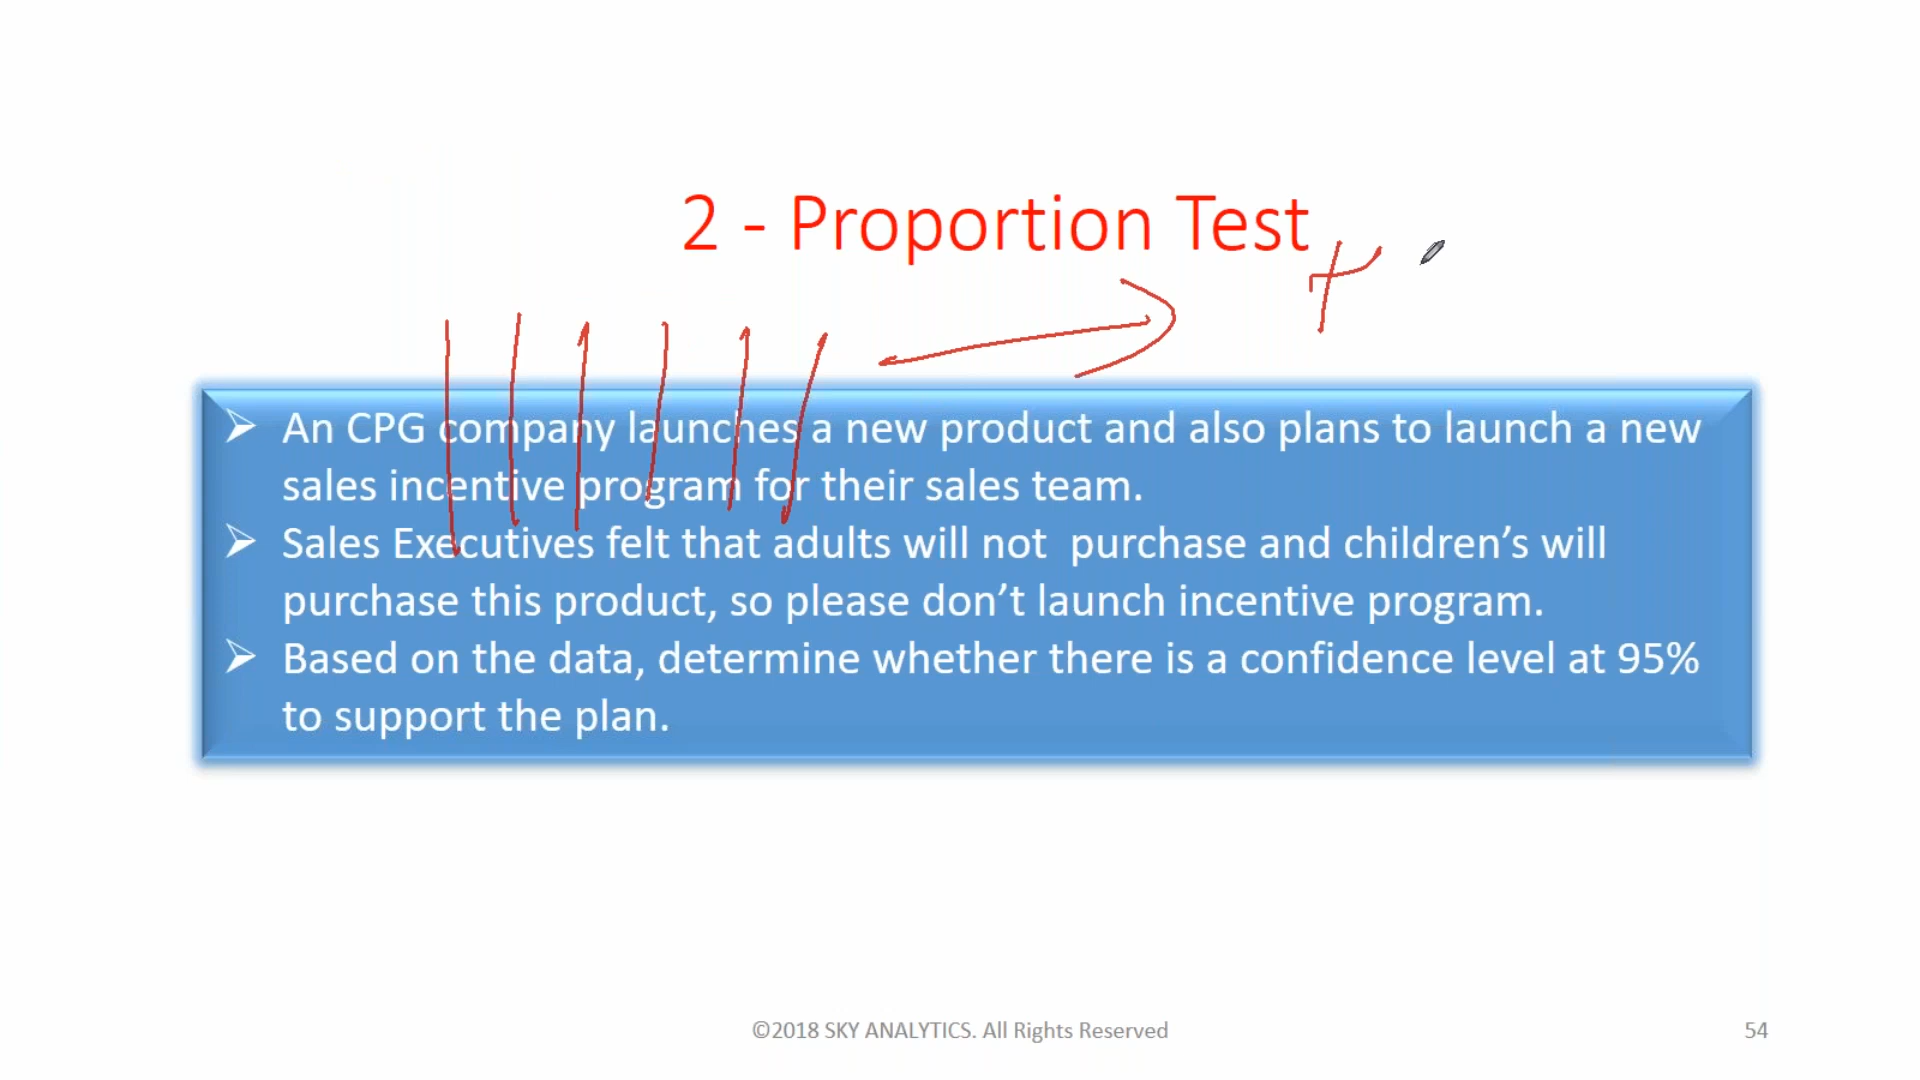 2 - Proportion Test
➢ An CPG company launches a new product and also plans to launch a new
sales incentive program for their sales team.
➢ Sales Executives felt that adults will not  purchase and children’s will
purchase this product, so please don’t launch incentive program.
➢ Based on the data, determine whether there is a confidence level at 95%
to support the plan.
©2018 SKY ANALYTICS. All Rights Reserved
54